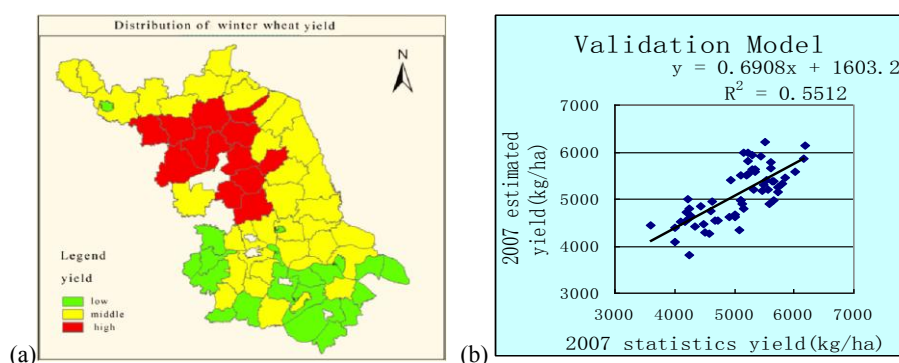 Distribution of winter wheat yield
N
Legend
yield
low
middle
high
(a)
Validation Model
y = 0.6908x + 1603.2
R² = 0.5512
2007 estimated
yield(kg/ha)
7000
6000
5000
4000
3000
3000 4000 5000 6000 7000
2007 statistics yield(kg/ha)
(b)